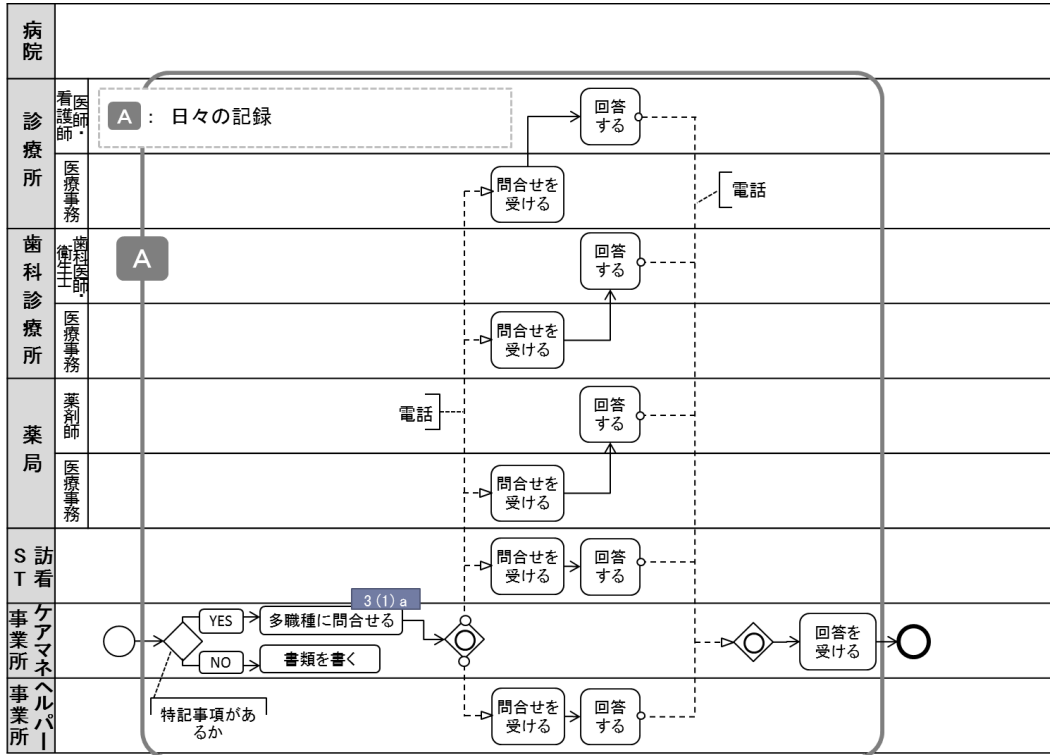 病
院
診
療
所
医師・
看護師
A : 日々の記録
回答
する
医療事務
問合せを
受ける
電話
歯
科
診
療
所
歯科医師・
衛生士
A
回答
する
医療事務
問合せを
受ける
薬
局
薬剤師
電話
回答
する
医療事務
問合せを
受ける
訪看
ST
問合せを
受ける
回答
する
ケアマネ
事業所
YES
多職種に問合せる
3(1)a
NO
書類を書く
回答を
受ける
特記事項があ
るか
ヘルパー
事業所
問合せを
受ける
回答
する